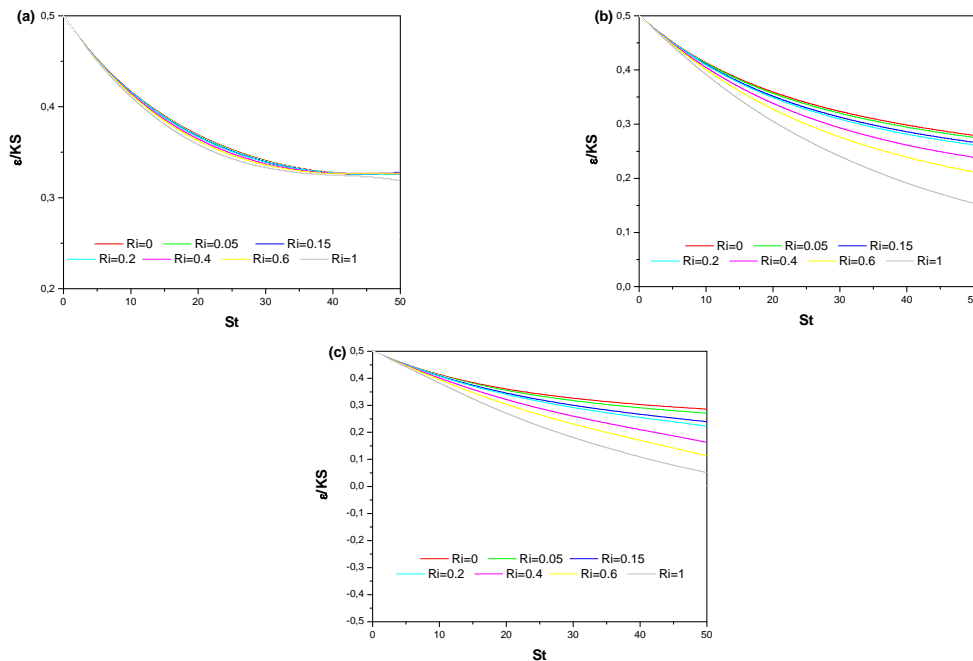 (a)
0,5
0,4
0,3
0,2
ε/KS
Ri=0 Ri=0.05 Ri=0.15
Ri=0.2 Ri=0.4 Ri=0.6 Ri=1
0 10 20 30 40 50
St
(b)
0,5
0,4
0,3
0,2
0,1
0,0
ε/KS
Ri=0 Ri=0.05 Ri=0.15
Ri=0.2 Ri=0.4 Ri=0.6 Ri=1
0 10 20 30 40 5
St
(c)
0,5
0,4
0,3
0,2
0,1
0,0
-0,1
-0,2
-0,3
-0,4
-0,5
ε/KS
Ri=0 Ri=0.05 Ri=0.15
Ri=0.2 Ri=0.4 Ri=0.6 Ri=1
0 10 20 30 40 50
St